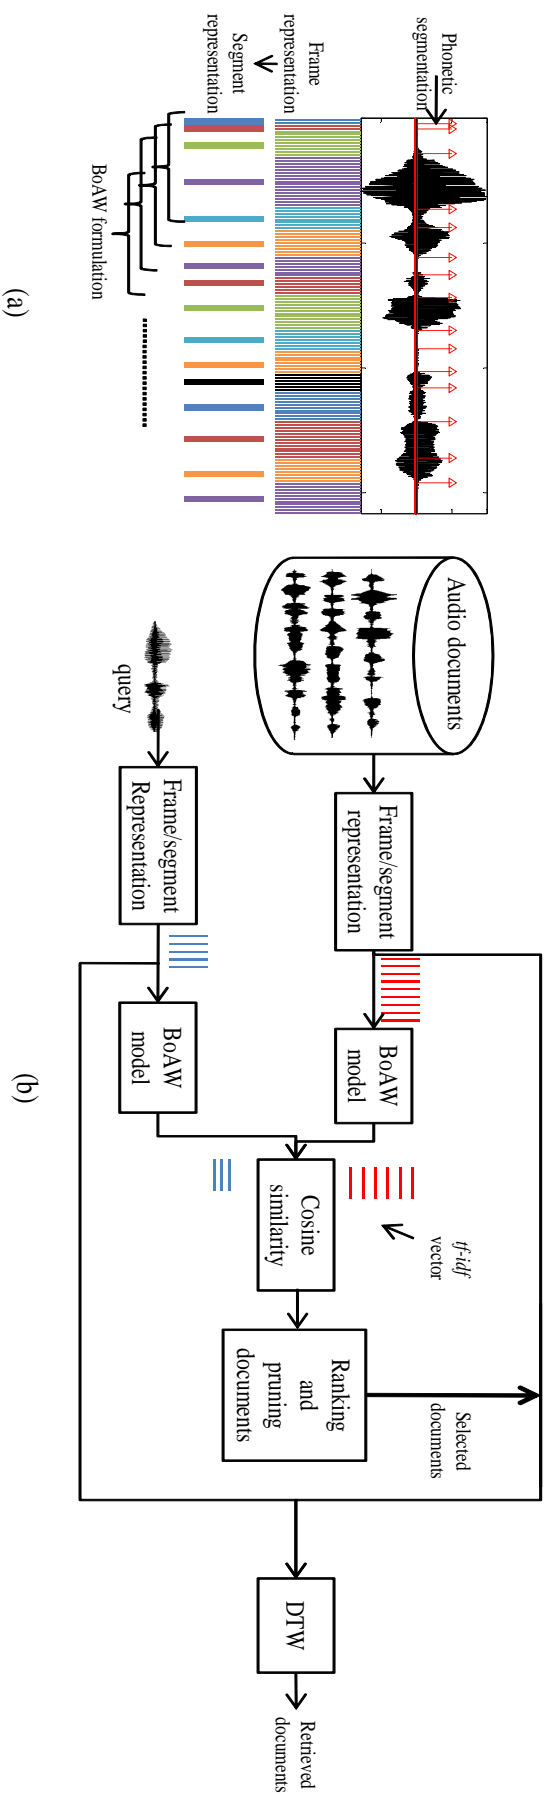 Phonetic
segmentation
Frame
representation
Segment
representation
BoAW formulation
(a)
Audio documents
query
Frame/segment
representation
Frame/segment
Representation
BoAW
model
BoAW
model
tf-idf
vector
Cosine
similarity
Ranking
and
pruning
documents
Selected
documents
DTW
Retrieved
documents
(b)